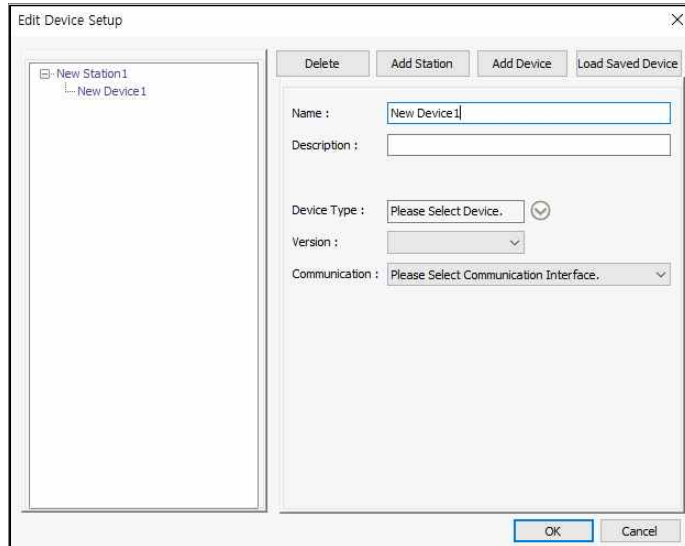 Edit Device Setup
New Station1
New Device1
Delete
Add Station
Add Device
Load Saved Device
Name :
New Device1
Description :
Device Type :
Please Select Device.
Version :
Communication :
Please Select Communication Interface.
OK
Cancel